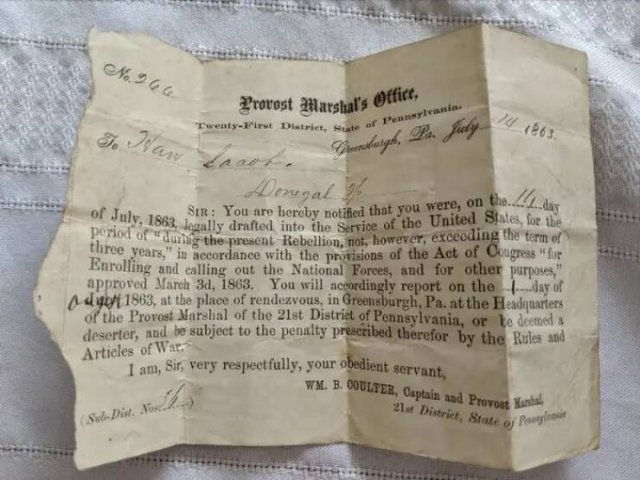 No. 266
Provost Marshal's Office,
Twenty-First District, State of Pennsylvania.
Greensburgh, Pa. July 14 1863.
To Haw Jacob.
Donegal
SIR: You are hereby notified that you were, on the 14 day
of July, 1863, legally drafted into the Service of the United States, for the
period of "during the present Rebellion, not, however, exceeding the term of
three years," in accordance with the provisions of the Act of Congress "for
Enrolling and calling out the National Forces, and for other purposes,"
approved March 3d, 1863. You will accordingly report on the day of
1863, at the place of rendezvous, in Greensburgh, Pa. at the Headquarters
of the Provost Marshal of the 21st District of Pennsylvania, or be deemed a
deserter, and be subject to the penalty prescribed therefor by the Rules and
Articles of War.
I am, Sir, very respectfully, your obedient servant,
WM. B. COULTER, Captain and Provost Marshal,
21st District, State of Pennsylvania
(Sub-Dist. No. )